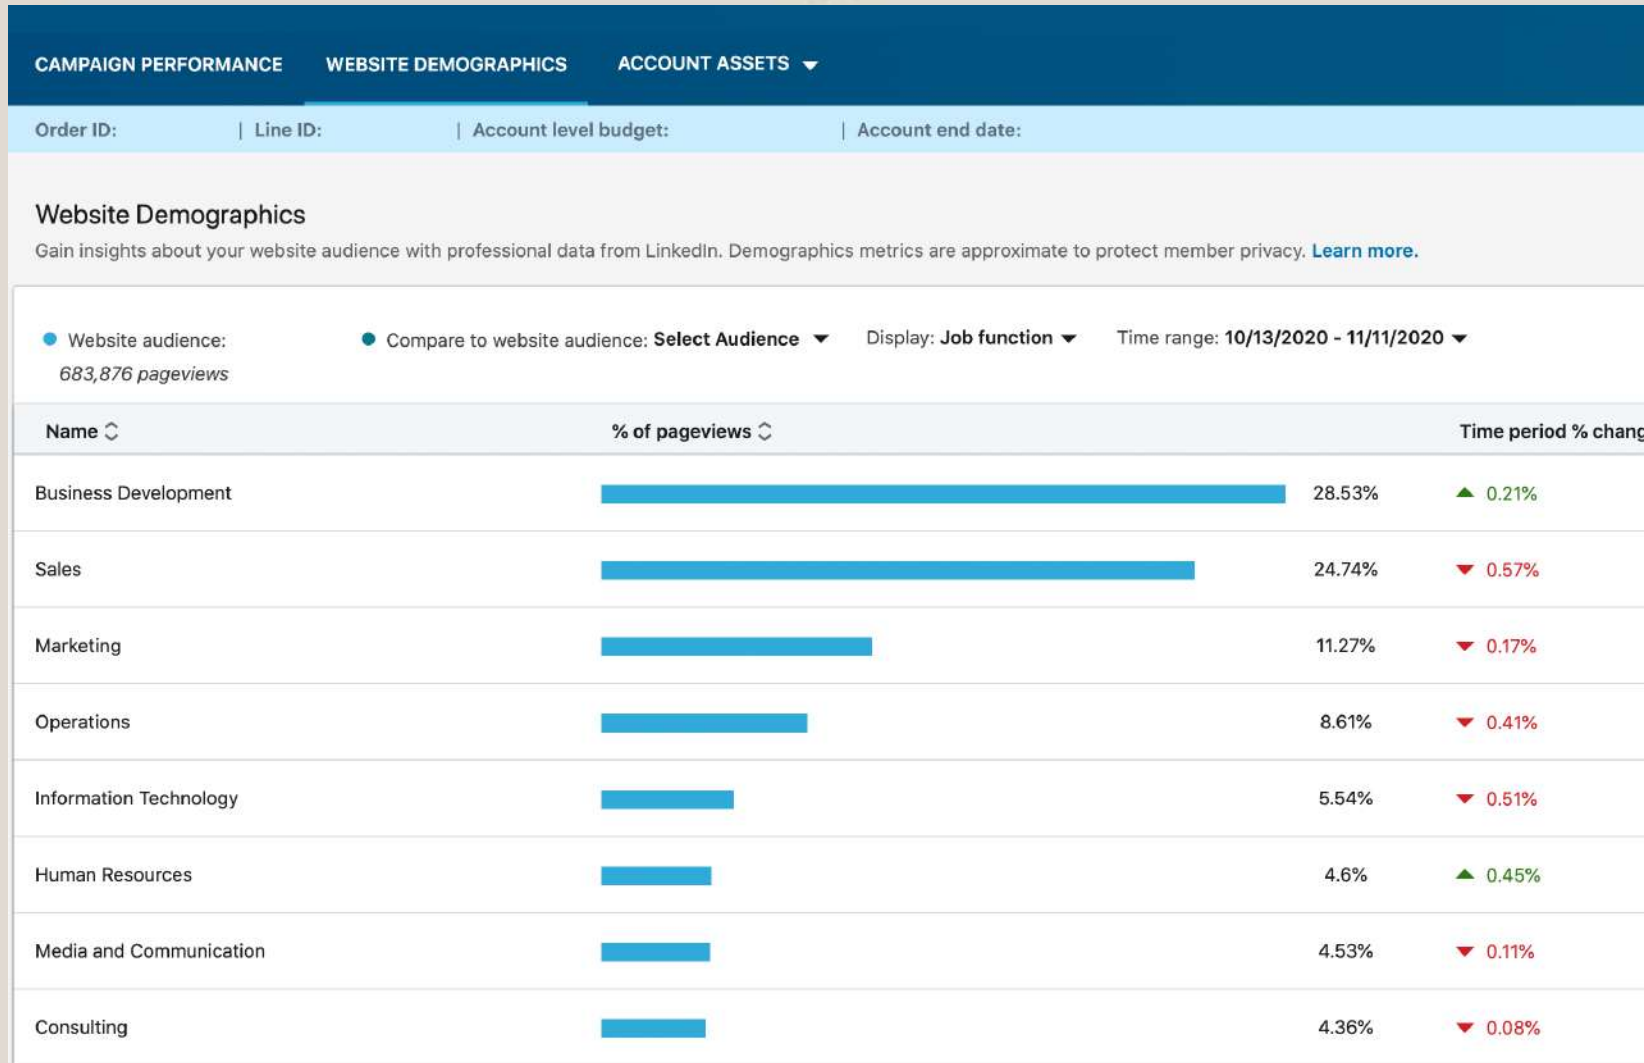 CAMPAIGN PERFORMANCE WEBSITE DEMOGRAPHICS ACCOUNT ASSETS
Order ID: | Line ID: | Account level budget: | Account end date:
Website Demographics
Gain insights about your website audience with professional data from LinkedIn. Demographics metrics are approximate to protect member privacy. Learn more.
Website audience: Compare to website audience: Select Audience Display: Job function Time range: 10/13/2020 - 11/11/2020
683,876 pageviews
Name % of pageviews Time period % chang
Business Development 28.53% 0.21%
Sales 24.74% 0.57%
Marketing 11.27% 0.17%
Operations 8.61% 0.41%
Information Technology 5.54% 0.51%
Human Resources 4.6% 0.45%
Media and Communication 4.53% 0.11%
Consulting 4.36% 0.08%